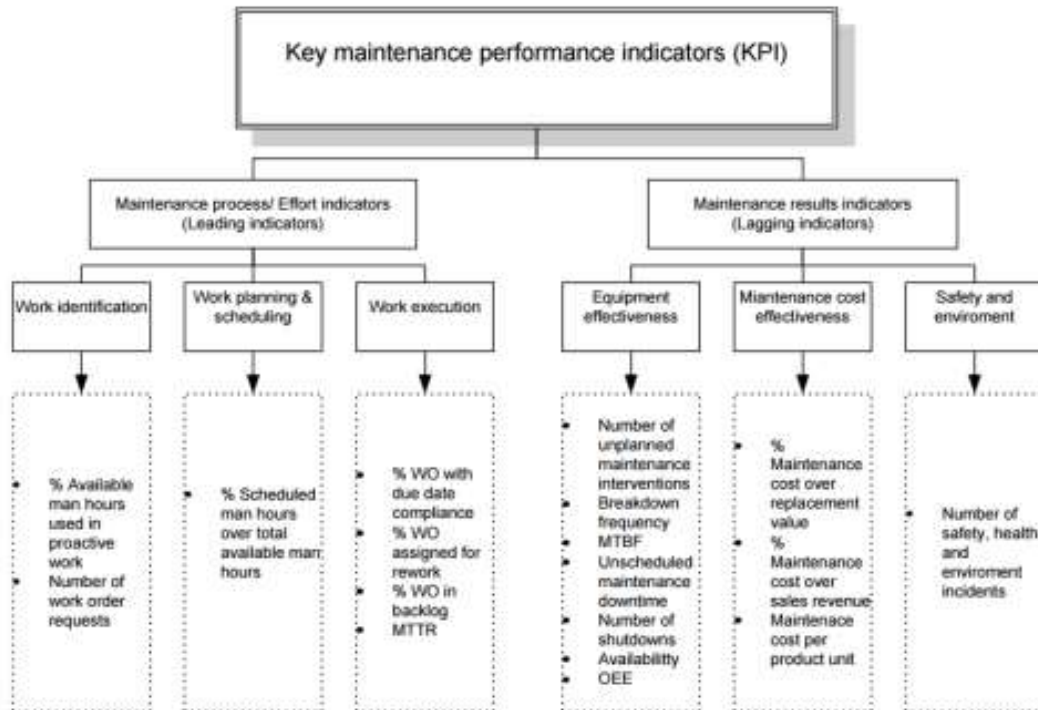 Key maintenance performance indicators (KPI)
Maintenance process/ Effort indicators
(Leading indicators)
Maintenance results indicators
(Lagging indicators)
Work identification
Work planning &
scheduling
Work execution
Equipment
effectiveness
Miantenance cost
effectiveness
Safety and
enviroment
% Available
man hours
used in
proactive
work
Number of
work order
requests
% Scheduled
man hours
over total
available man
hours
% WO with
due date
compliance
% WO
assigned for
rework
% WO in
backlog
MTTR
Number of
unplanned
maintenance
interventions
Breakdown
frequency
MTBF
Unscheduled
maintenance
downtime
Number of
shutdowns
Availabilitty
OEE
%
Maintenance
cost over
replacement
value
%
Maintenance
cost over
sales revenue
Maintenace
cost per
product unit
Number of
safety, health
and
enviroment
incidents